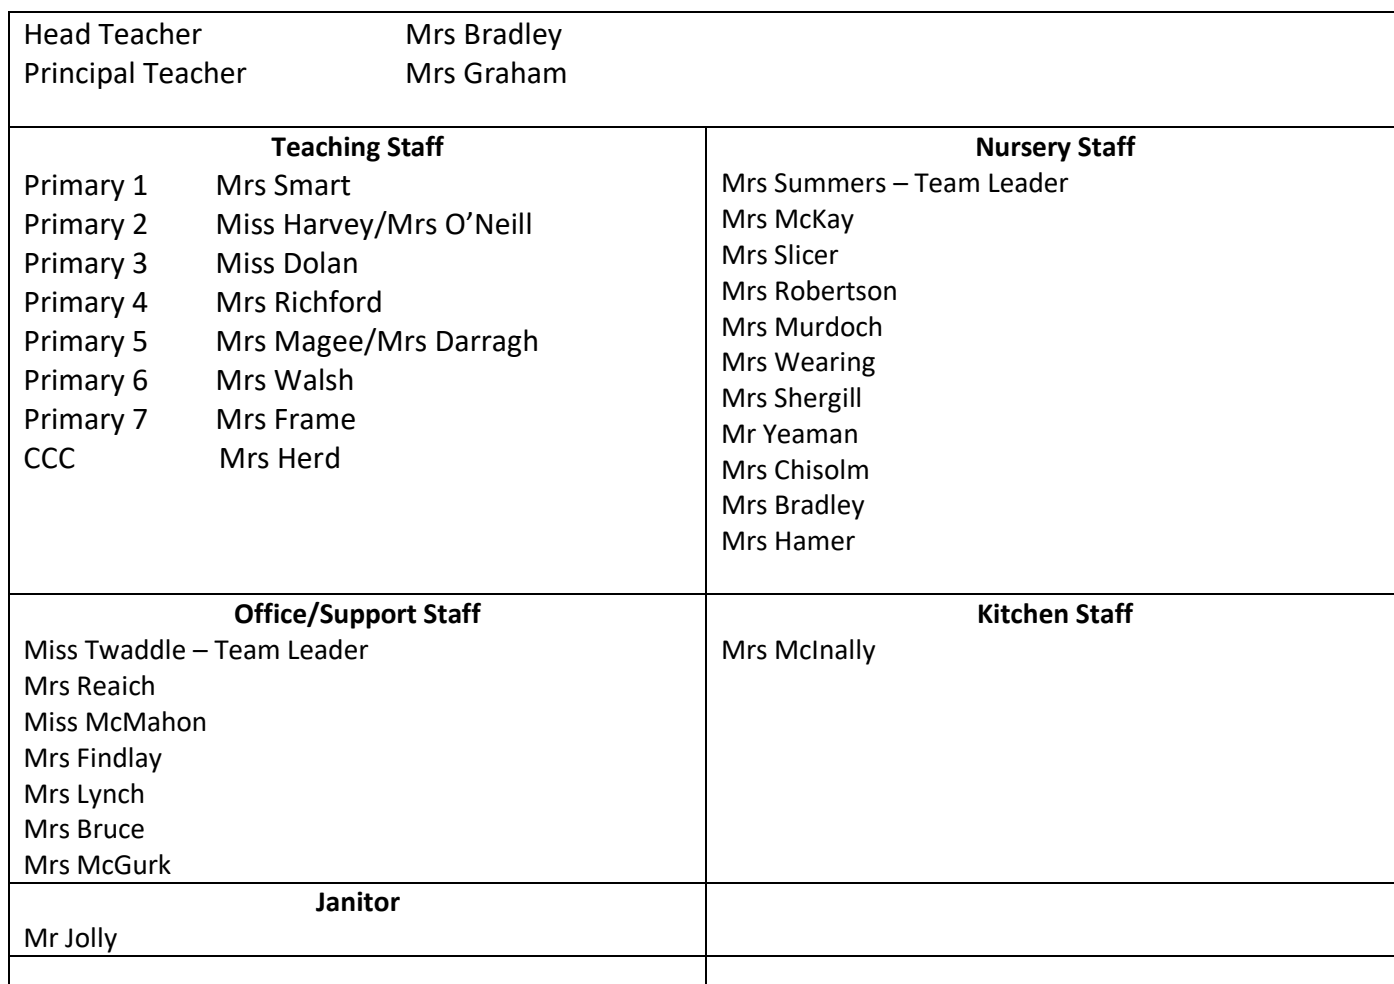 Head Teacher Mrs Bradley
Principal Teacher Mrs Graham
Teaching Staff
Primary 1 Mrs Smart
Primary 2 Miss Harvey/Mrs O’Neill
Primary 3 Miss Dolan
Primary 4 Mrs Richford
Primary 5 Mrs Magee/Mrs Darragh
Primary 6 Mrs Walsh
Primary 7 Mrs Frame
CCC Mrs Herd
Nursery Staff
Mrs Summers – Team Leader
Mrs McKay
Mrs Slicer
Mrs Robertson
Mrs Murdoch
Mrs Wearing
Mrs Shergill
Mr Yeaman
Mrs Chisolm
Mrs Bradley
Mrs Hamer
Office/Support Staff
Miss Twaddle – Team Leader
Mrs Reaich
Miss McMahon
Mrs Findlay
Mrs Lynch
Mrs Bruce
Mrs McGurk
Kitchen Staff
Mrs McInally
Janitor
Mr Jolly